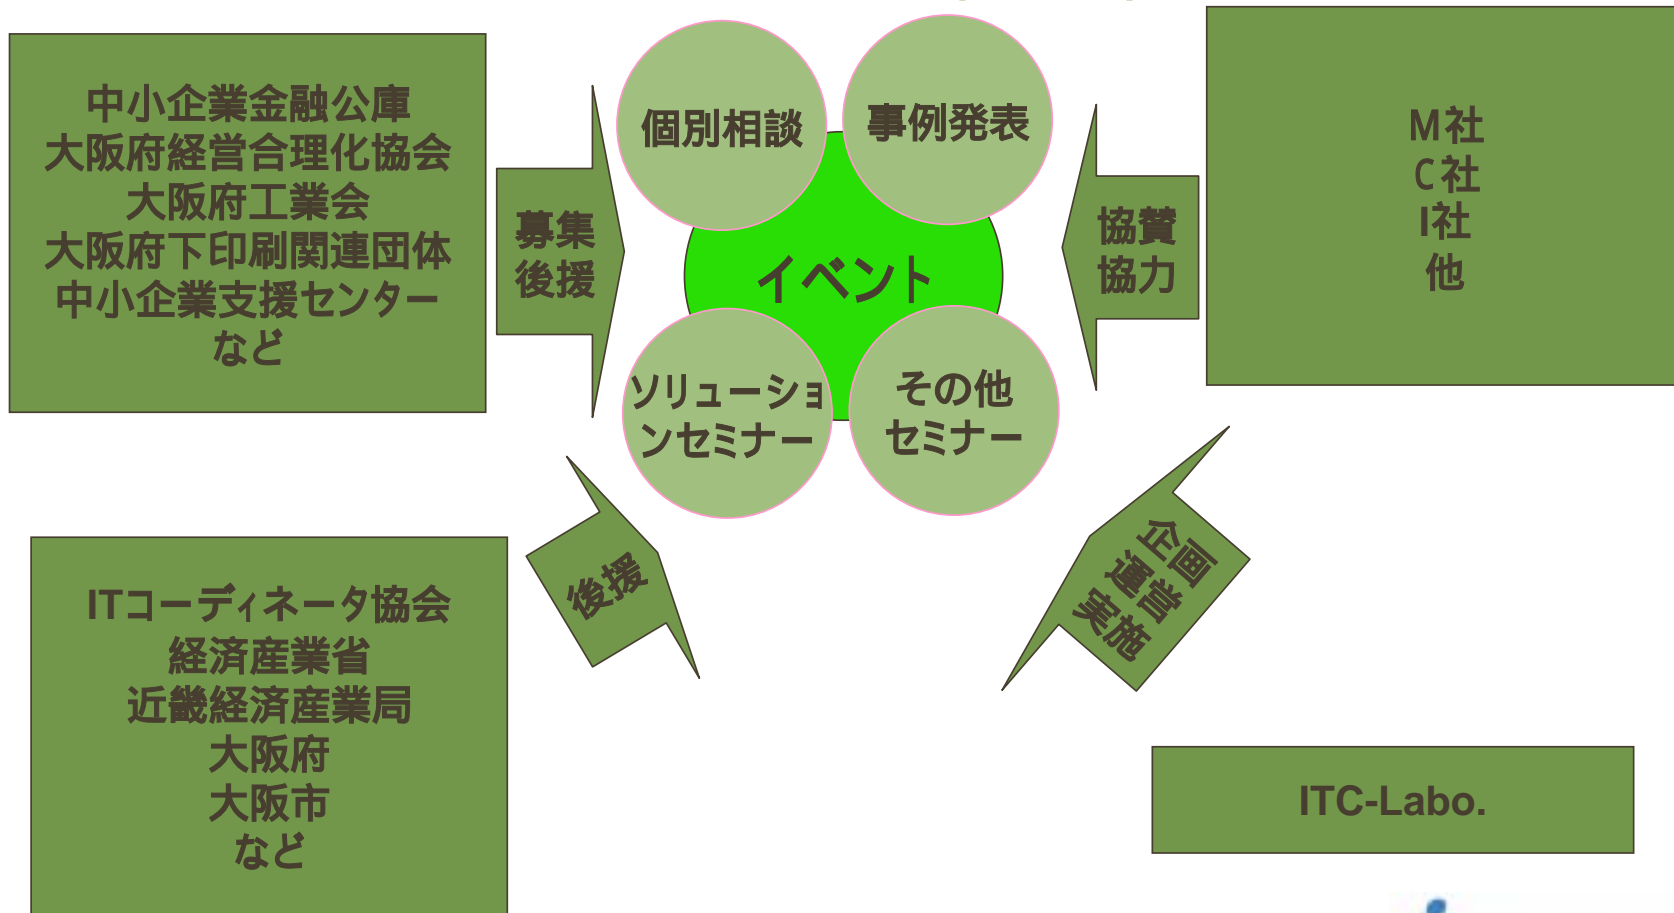 中小企業金融公庫
大阪府経営合理化協会
大阪府工業会
大阪府下印刷関連団体
中小企業支援センター
など
募集
後援
個別相談
事例発表
イベント
ソリューショ
ンセミナー
その他
セミナー
協賛
協力
M社
C社
I社
他
ITコーディネータ協会
経済産業省
近畿経済産業局
大阪府
大阪市
など
後援
企画
運営
実施
ITC-Labo.